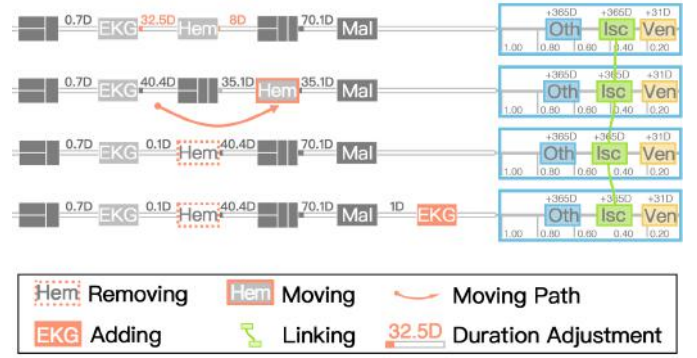 0.7D EKG 32.5D Hem 8D 70.1D Mal
+365D +365D +31D
Oth Isc Ven
1.00 0.80 0.60 0.40 0.20
0.7D EKG 40.4D 35.1D Hem 35.1D Mal
+365D +365D +31D
Oth Isc Ven
1.00 0.80 0.60 0.40 0.20
0.7D EKG 0.1D Hem 40.4D 70.1D Mal
+365D +365D +31D
Oth Isc Ven
1.00 0.80 0.60 0.40 0.20
0.7D EKG 0.1D Hem 40.4D 70.1D Mal 1D EKG
+365D +365D +31D
Oth Isc Ven
1.00 0.80 0.60 0.40 0.20
Hem Removing Hem Moving Moving Path
EKG Adding Linking 32.5D Duration Adjustment